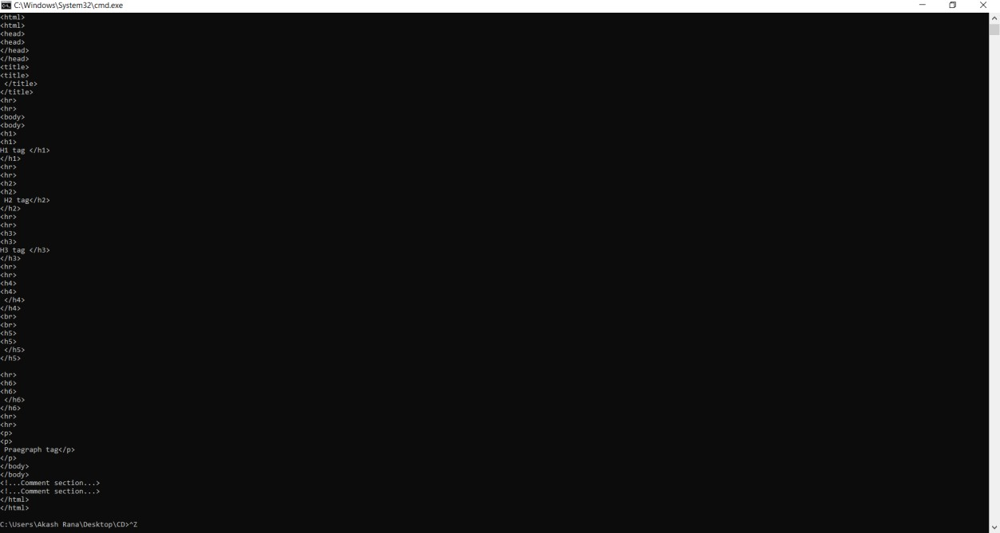 C:\Windows\System32\cmd.exe
<html>
<html>
<head>
<head>
</head>
</head>
<title>
<title>
 </title>
</title>
<hr>
<hr>
<body>
<body>
<h1>
<h1>
H1 tag </h1>
</h1>
<hr>
<hr>
<h2>
<h2>
 H2 tag</h2>
</h2>
<hr>
<hr>
<h3>
<h3>
H3 tag </h3>
</h3>
<hr>
<hr>
<h4>
<h4>
 </h4>
</h4>
<br>
<br>
<h5>
<h5>
 </h5>
</h5>

<hr>
<h6>
<h6>
 </h6>
</h6>
<hr>
<hr>
<p>
<p>
 Praegraph tag</p>
</p>
</body>
</body>
<!...Comment section...>
<!...Comment section...>
</html>
</html>

C:\Users\Akash Rana\Desktop\CD>^Z